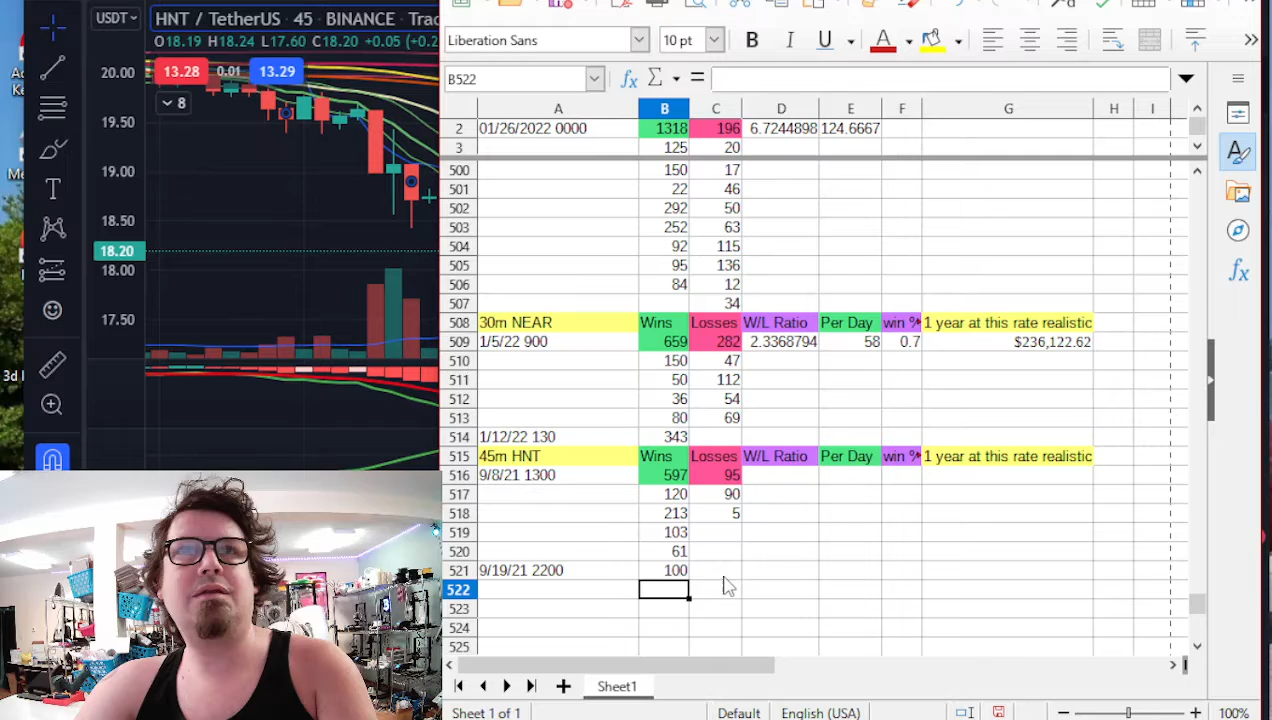 USDT HNT / TetherUS · 45 · BINANCE · Trad
O18.19 H18.24 L17.60 C18.20 +0.05 (+0.2
13.28 0.01 13.29
8
20.00
19.50
19.00
18.50
18.20
18.00
17.50
3d
Liberation Sans 10 pt B I U A
B522 fx Σ =
A B C D E F G H I
2 01/26/2022 0000 1318 196 6.7244898 124.6667
3 125 20
500 150 17
501 22 46
502 292 50
503 252 63
504 92 115
505 95 136
506 84 12
507 34
508 30m NEAR Wins Losses W/L Ratio Per Day win % 1 year at this rate realistic
509 1/5/22 900 659 282 2.3368794 58 0.7 $236,122.62
510 150 47
511 50 112
512 36 54
513 80 69
514 1/12/22 130 343
515 45m HNT Wins Losses W/L Ratio Per Day win % 1 year at this rate realistic
516 9/8/21 1300 597 95
517 120 90
518 213 5
519 103
520 61
521 9/19/21 2200 100
522
523
524
525
Sheet1
Sheet 1 of 1 Default English (USA) 100%